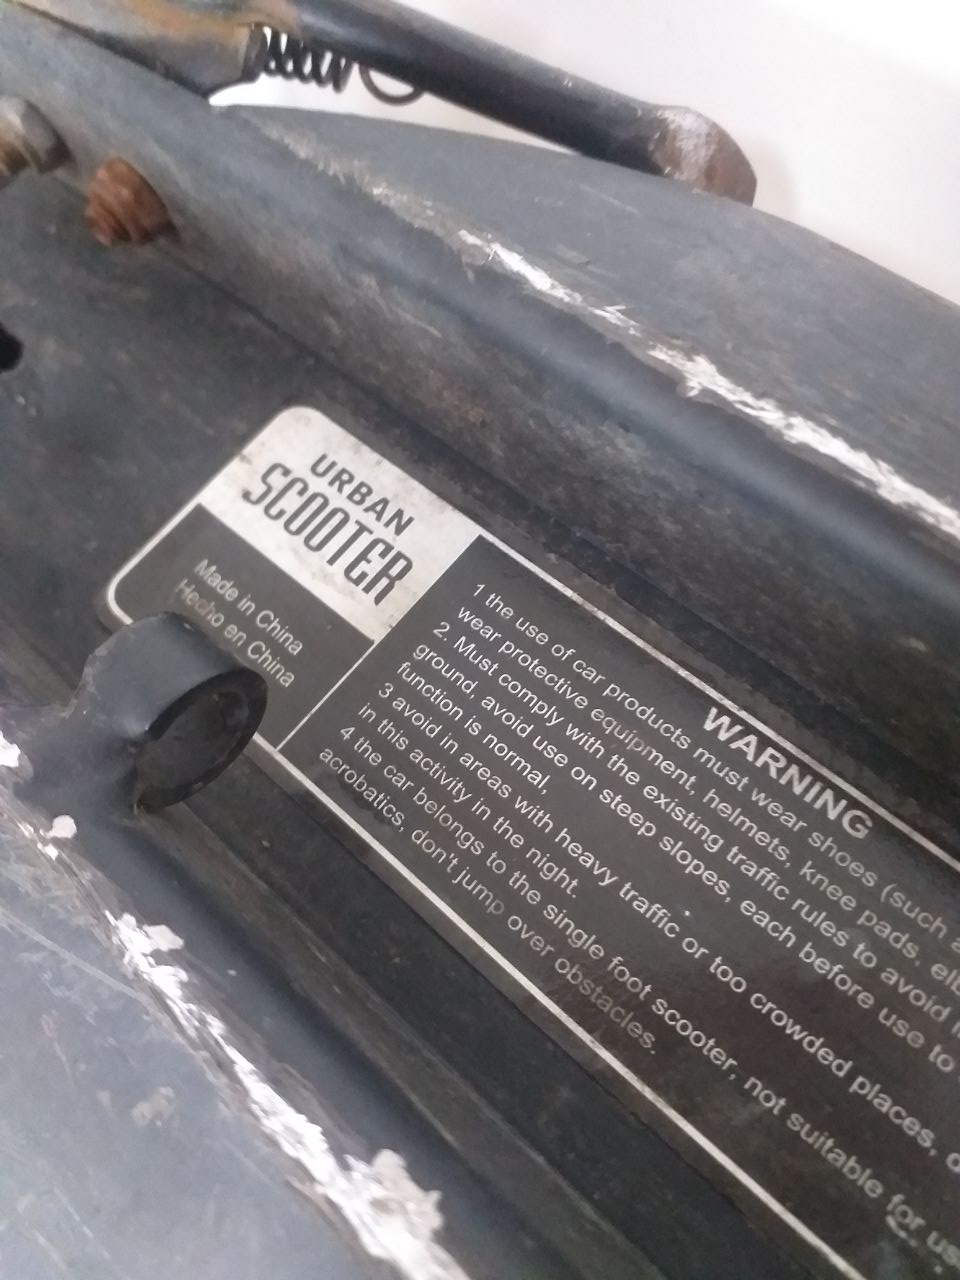 URBAN
SCOOTER
Made in China
Hecho en China
WARNING
1 the use of car products must wear shoes (such
wear protective equipment, helmets, knee pads,
2. Must comply with the existing traffic rules to avoid
ground, avoid use on steep slopes, each before use to
function is normal,
3 avoid in areas with heavy traffic or too crowded places,
in this activity in the night.
4 the car belongs to the single foot scooter, not suitable for
acrobatics, don't jump over obstacles.